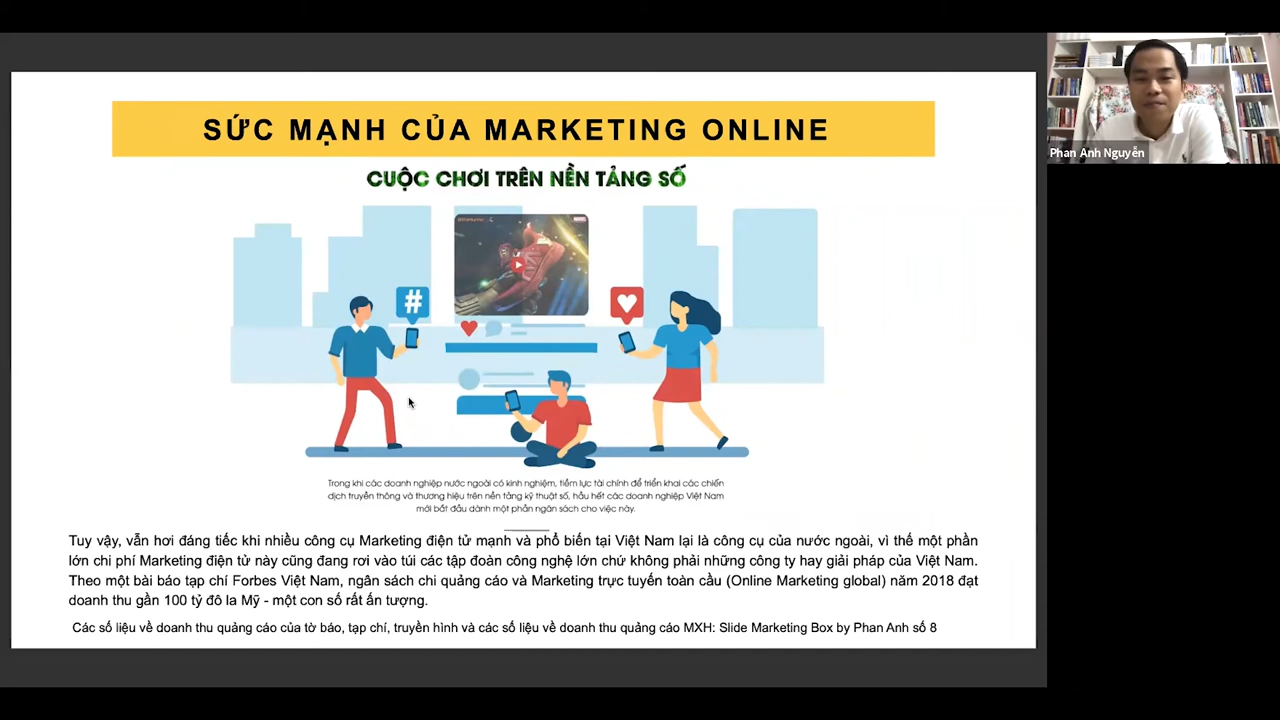 SỨC MẠNH CỦA MARKETING ONLINE
Phan Anh Nguyễn
CUỘC CHƠI TRÊN NỀN TẢNG SỐ
#
Trong khi các doanh nghiệp nước ngoài có kinh nghiệm, tiềm lực tài chính để triển khai các chiến
dịch truyền thông và thương hiệu trên nền tảng kỹ thuật số, hầu hết các doanh nghiệp Việt Nam
mới bắt đầu dành một phần ngân sách cho việc này.
Tuy vậy, vẫn hơi đáng tiếc khi nhiều công cụ Marketing điện tử mạnh và phổ biến tại Việt Nam lại là công cụ của nước ngoài, vì thế một phần
lớn chi phí Marketing điện tử này cũng đang rơi vào túi các tập đoàn công nghệ lớn chứ không phải những công ty hay giải pháp của Việt Nam.
Theo một bài báo tạp chí Forbes Việt Nam, ngân sách chi quảng cáo và Marketing trực tuyến toàn cầu (Online Marketing global) năm 2018 đạt
doanh thu gần 100 tỷ đô la Mỹ - một con số rất ấn tượng.
Các số liệu về doanh thu quảng cáo của tờ báo, tạp chí, truyền hình và các số liệu về doanh thu quảng cáo MXH: Slide Marketing Box by Phan Anh số 8